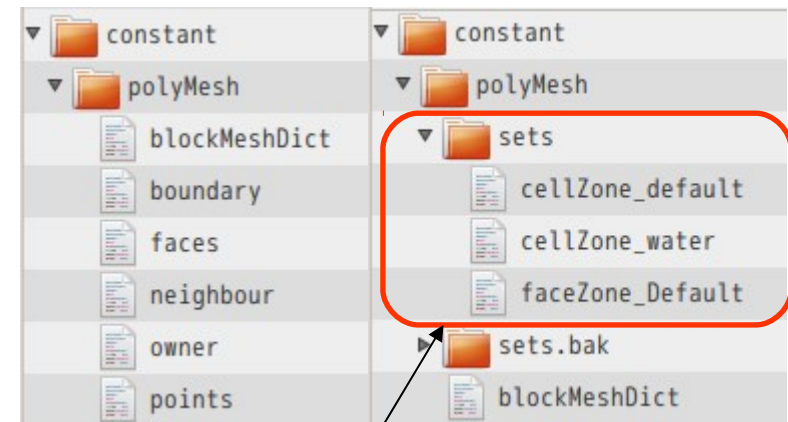 constant
polyMesh
blockMeshDict
boundary
faces
neighbour
owner
points
constant
polyMesh
sets
cellZone_default
cellZone_water
faceZone_Default
sets.bak
blockMeshDict